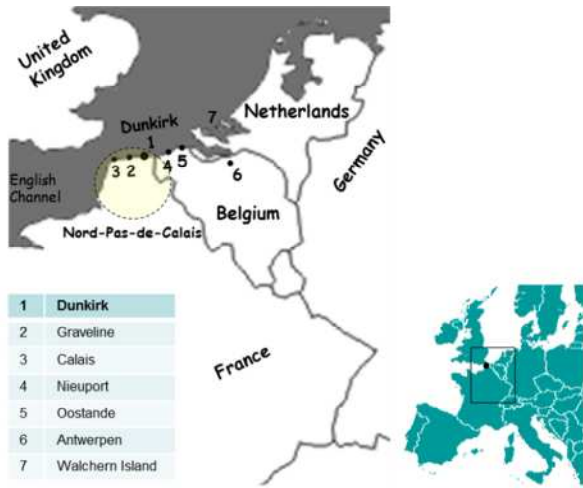 United
Kingdom
Netherlands
7
Dunkirk
1
3 2
4 5
6
Germany
English
Channel
Belgium
Nord-Pas-de-Calais
France
1 Dunkirk
2 Graveline
3 Calais
4 Nieuport
5 Oostande
6 Antwerpen
7 Walchern Island